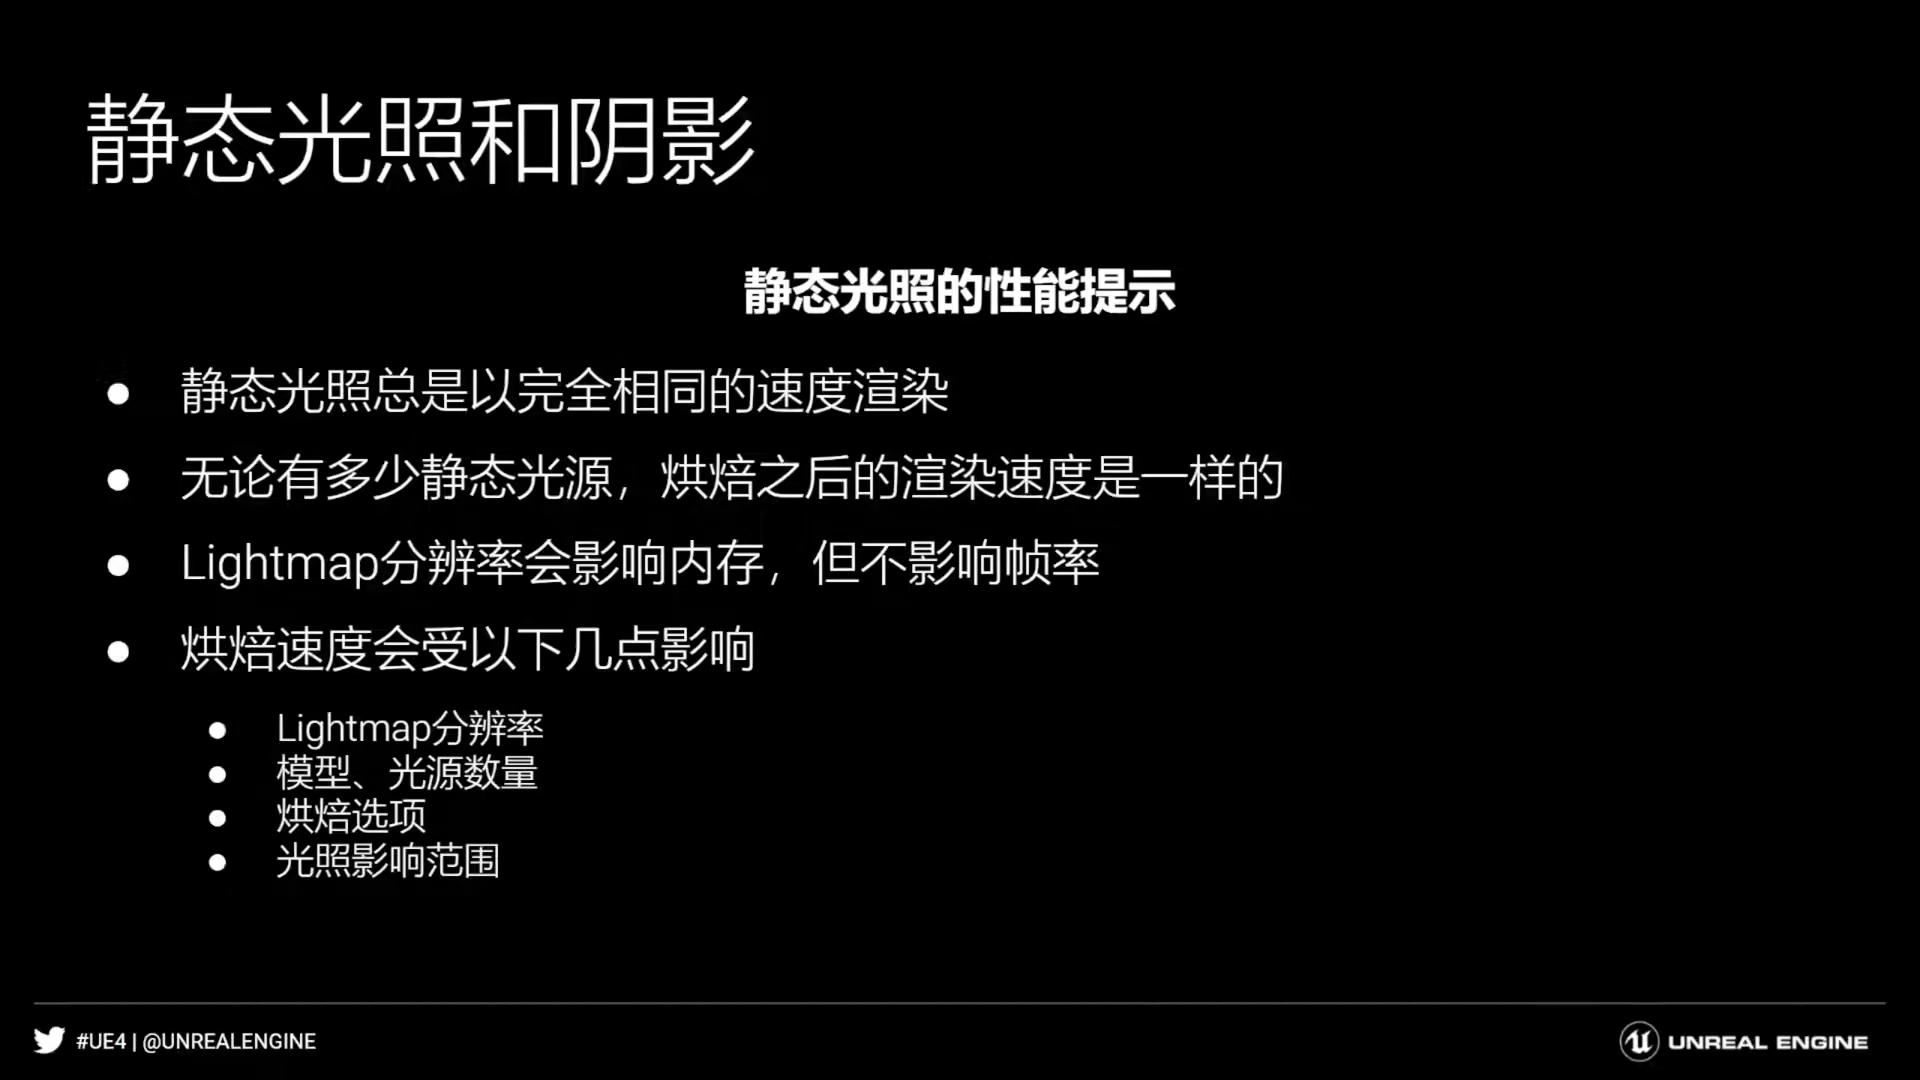 静态光照和阴影
静态光照的性能提示
● 静态光照总是以完全相同的速度渲染
● 无论有多少静态光源，烘焙之后的渲染速度是一样的
● Lightmap分辨率会影响内存，但不影响帧率
● 烘焙速度会受以下几点影响
● Lightmap分辨率
● 模型、光源数量
● 烘焙选项
● 光照影响范围
#UE4 | @UNREALENGINE
UNREAL ENGINE